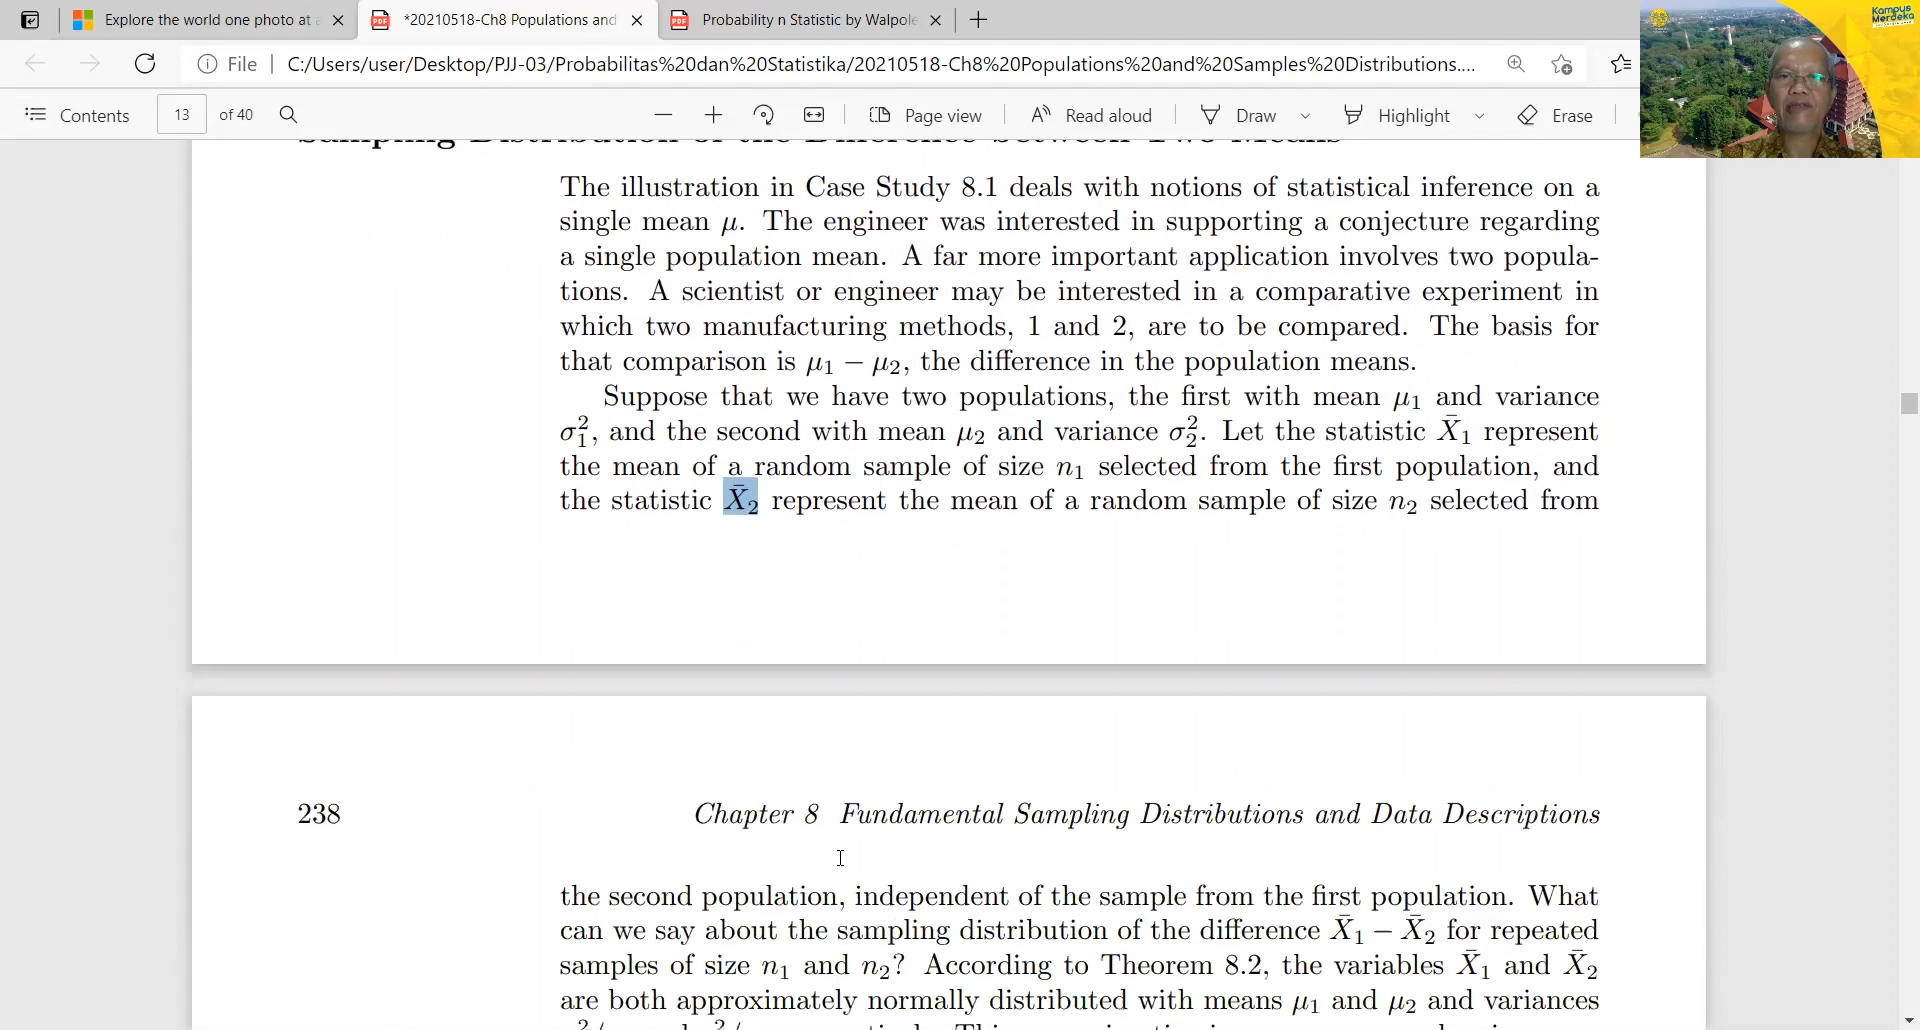 Explore the world one photo at a
*20210518-Ch8 Populations and
Probability n Statistic by Walpole
File
C:/Users/user/Desktop/PJJ-03/Probabilitas%20dan%20Statistika/20210518-Ch8%20Populations%20and%20Samples%20Distributions....
Kampus
Merdeka
Contents
13
of 40
Page view
Read aloud
Draw
Highlight
Erase
Sampling Distribution of the Difference between Two Means
The illustration in Case Study 8.1 deals with notions of statistical inference on a
single mean μ. The engineer was interested in supporting a conjecture regarding
a single population mean. A far more important application involves two popula-
tions. A scientist or engineer may be interested in a comparative experiment in
which two manufacturing methods, 1 and 2, are to be compared. The basis for
that comparison is μ₁ − μ₂, the difference in the population means.
Suppose that we have two populations, the first with mean μ₁ and variance
σ₁², and the second with mean μ₂ and variance σ₂². Let the statistic X̄₁ represent
the mean of a random sample of size n₁ selected from the first population, and
the statistic X̄₂ represent the mean of a random sample of size n₂ selected from
238
Chapter 8 Fundamental Sampling Distributions and Data Descriptions
the second population, independent of the sample from the first population. What
can we say about the sampling distribution of the difference X̄₁ − X̄₂ for repeated
samples of size n₁ and n₂? According to Theorem 8.2, the variables X̄₁ and X̄₂
are both approximately normally distributed with means μ₁ and μ₂ and variances